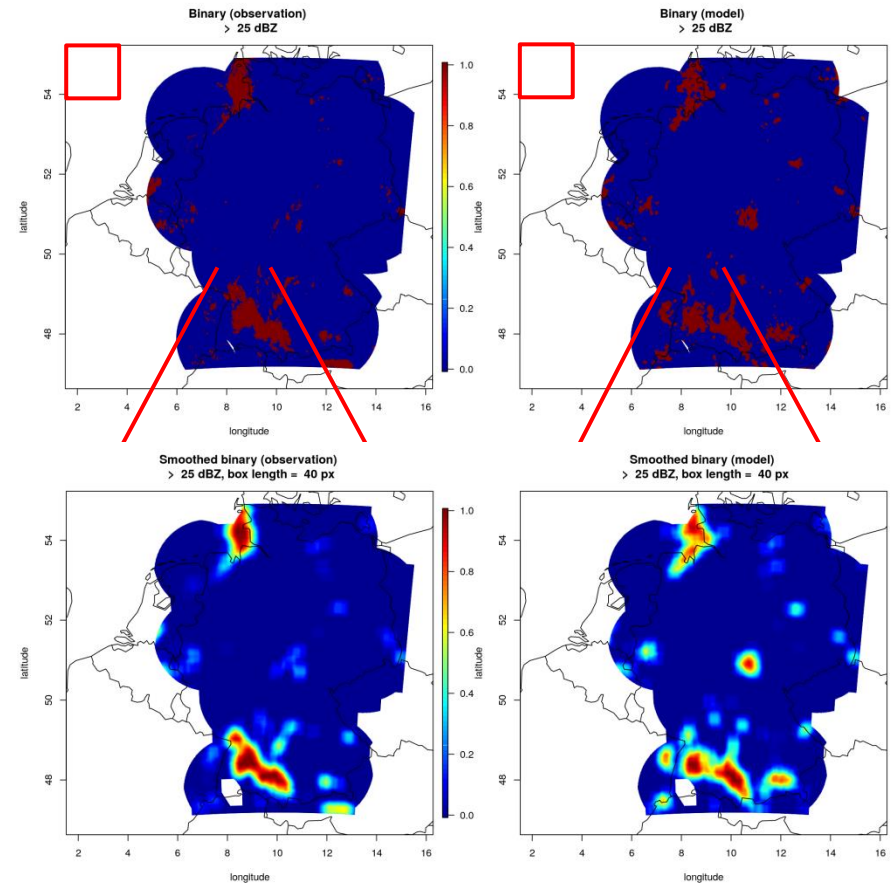 Binary (observation)
> 25 dBZ
latitude
54
52
50
48
2 4 6 8 10 12 14 16
longitude
1.0
0.8
0.6
0.4
0.2
0.0
Binary (model)
> 25 dBZ
latitude
54
52
50
48
2 4 6 8 10 12 14 16
longitude
Smoothed binary (observation)
> 25 dBZ, box length = 40 px
latitude
54
52
50
48
2 4 6 8 10 12 14 16
longitude
1.0
0.8
0.6
0.4
0.2
0.0
Smoothed binary (model)
> 25 dBZ, box length = 40 px
latitude
54
52
50
48
2 4 6 8 10 12 14 16
longitude